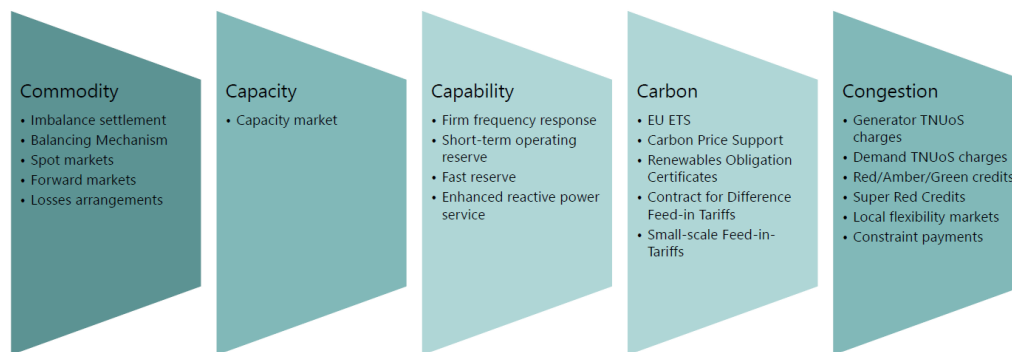 Commodity
• Imbalance settlement
• Balancing Mechanism
• Spot markets
• Forward markets
• Losses arrangements
Capacity
• Capacity market
Capability
• Firm frequency response
• Short-term operating
reserve
• Fast reserve
• Enhanced reactive power
service
Carbon
• EU ETS
• Carbon Price Support
• Renewables Obligation
Certificates
• Contract for Difference
Feed-in Tariffs
• Small-scale Feed-in-
Tariffs
Congestion
• Generator TNUoS
charges
• Demand TNUoS charges
• Red/Amber/Green credits
• Super Red Credits
• Local flexibility markets
• Constraint payments